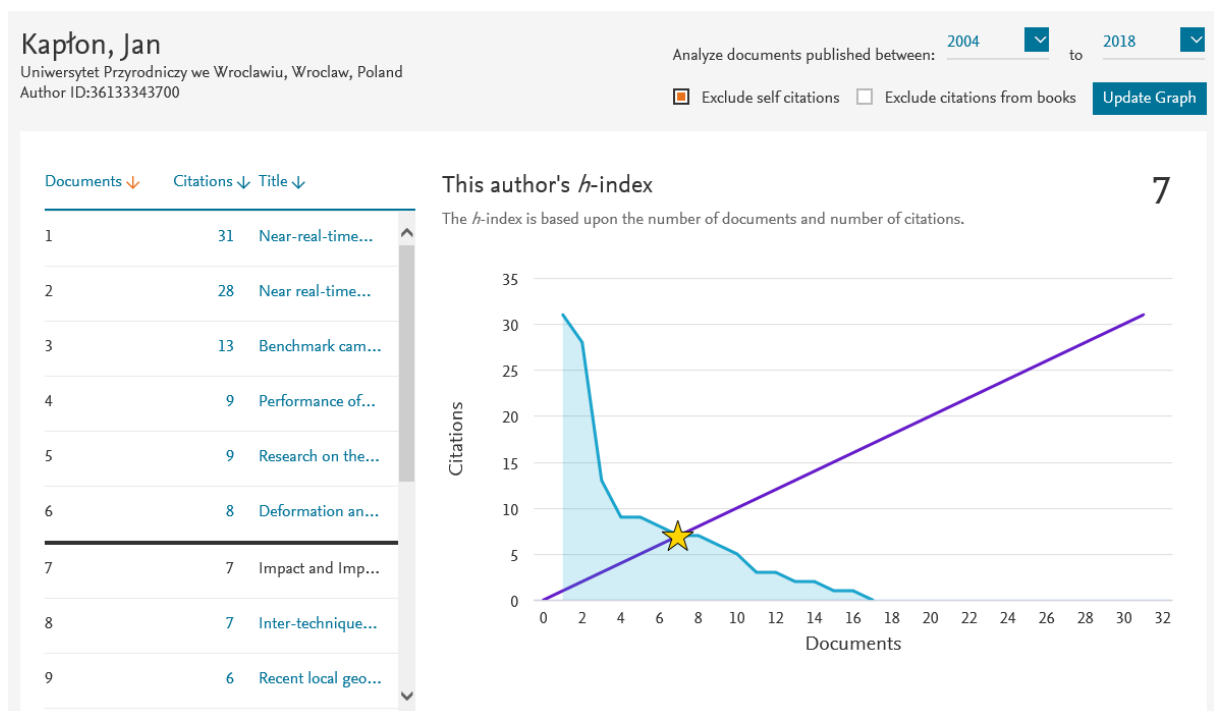 Kapłon, Jan
Uniwersytet Przyrodniczy we Wroclawiu, Wroclaw, Poland
Author ID:36133343700
Analyze documents published between: 2004 to 2018
Exclude self citations Exclude citations from books Update Graph
Documents Citations Title
1 31 Near-real-time...
2 28 Near real-time...
3 13 Benchmark cam...
4 9 Performance of...
5 9 Research on the...
6 8 Deformation an...
7 7 Impact and Imp...
8 7 Inter-technique...
9 6 Recent local geo...
This author's h-index 7
The h-index is based upon the number of documents and number of citations.
Citations
35
30
25
20
15
10
5
0
0 2 4 6 8 10 12 14 16 18 20 22 24 26 28 30 32
Documents